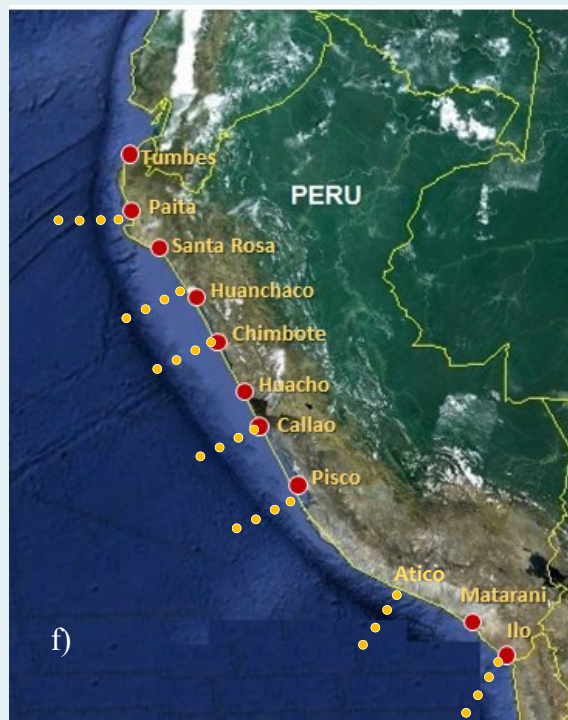 Tumbes
PERU
Paita
Santa Rosa
Huanchaco
Chimbote
Huacho
Callao
Pisco
Atico
Matarani
Ilo
f)